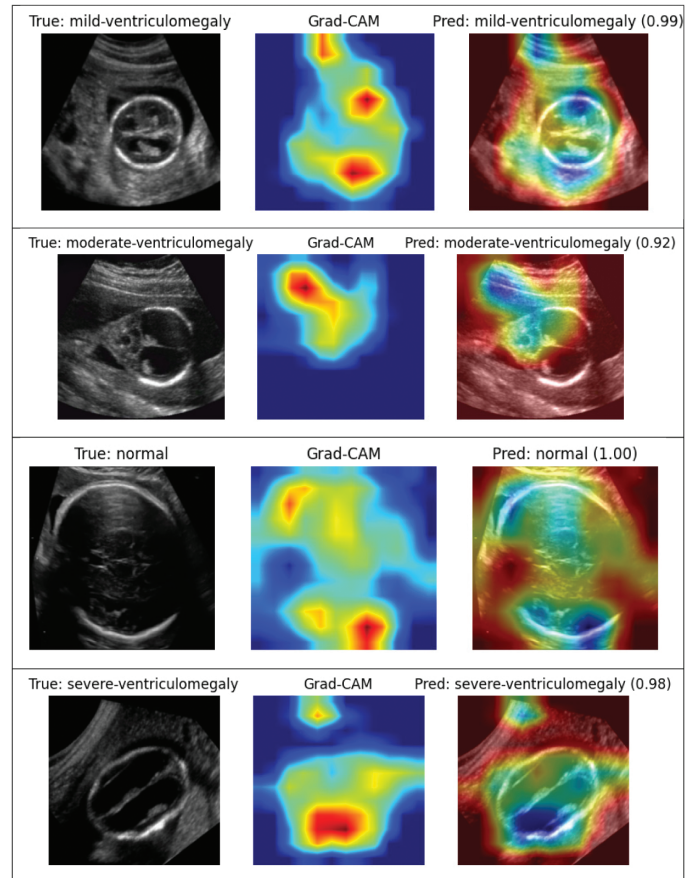 True: mild-ventriculomegaly Grad-CAM Pred: mild-ventriculomegaly (0.99)
True: moderate-ventriculomegaly Grad-CAM Pred: moderate-ventriculomegaly (0.92)
True: normal Grad-CAM Pred: normal (1.00)
True: severe-ventriculomegaly Grad-CAM Pred: severe-ventriculomegaly (0.98)